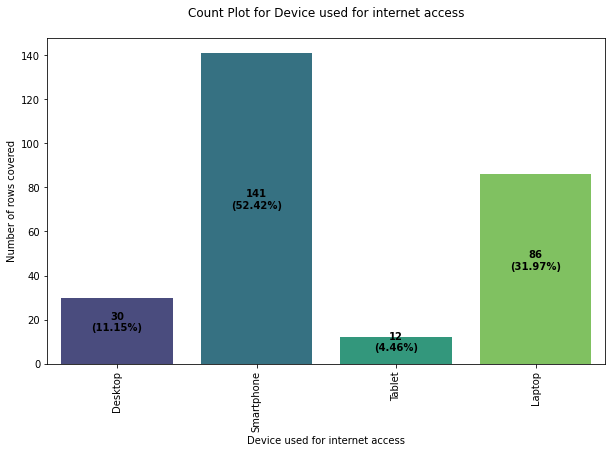 Count Plot for Device used for internet access
140
120
100
80
60
40
20
0
Number of rows covered
30
(11.15%)
141
(52.42%)
12
(4.46%)
86
(31.97%)
Desktop
Smartphone
Tablet
Laptop
Device used for internet access